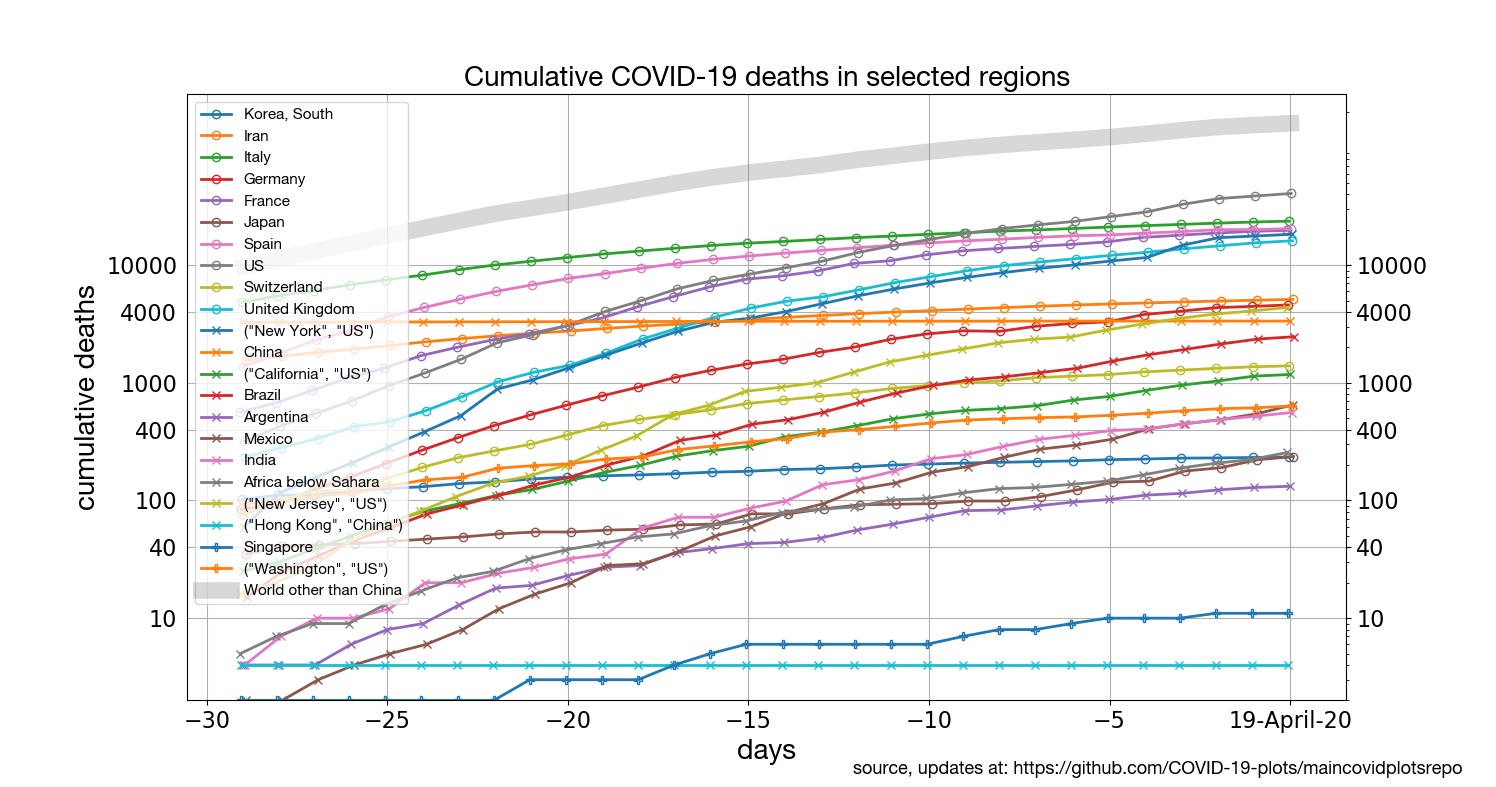 Cumulative COVID-19 deaths in selected regions
Korea, South
Iran
Italy
Germany
France
Japan
Spain
US
Switzerland
United Kingdom
("New York", "US")
China
("California", "US")
Brazil
Argentina
Mexico
India
Africa below Sahara
("New Jersey", "US")
("Hong Kong", "China")
Singapore
("Washington", "US")
World other than China
cumulative deaths
10000
4000
1000
400
100
40
10
10000
4000
1000
400
100
40
10
−30 −25 −20 −15 −10 −5 19-April-20
days
source, updates at: https://github.com/COVID-19-plots/maincovidplotsrepo